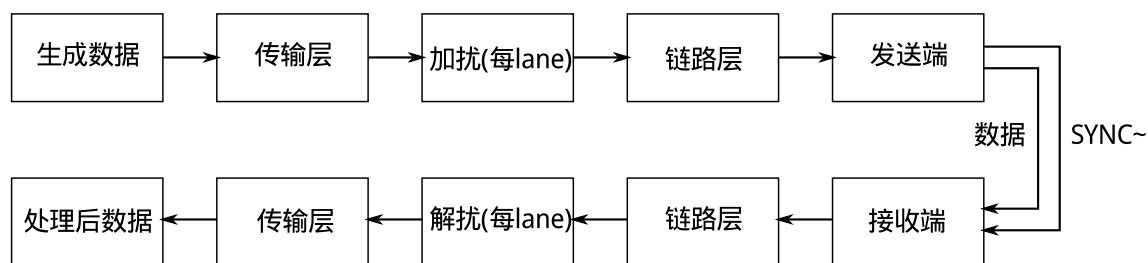 生成数据
传输层
加扰(每lane)
链路层
发送端
数据
SYNC~
处理后数据
传输层
解扰(每lane)
链路层
接收端